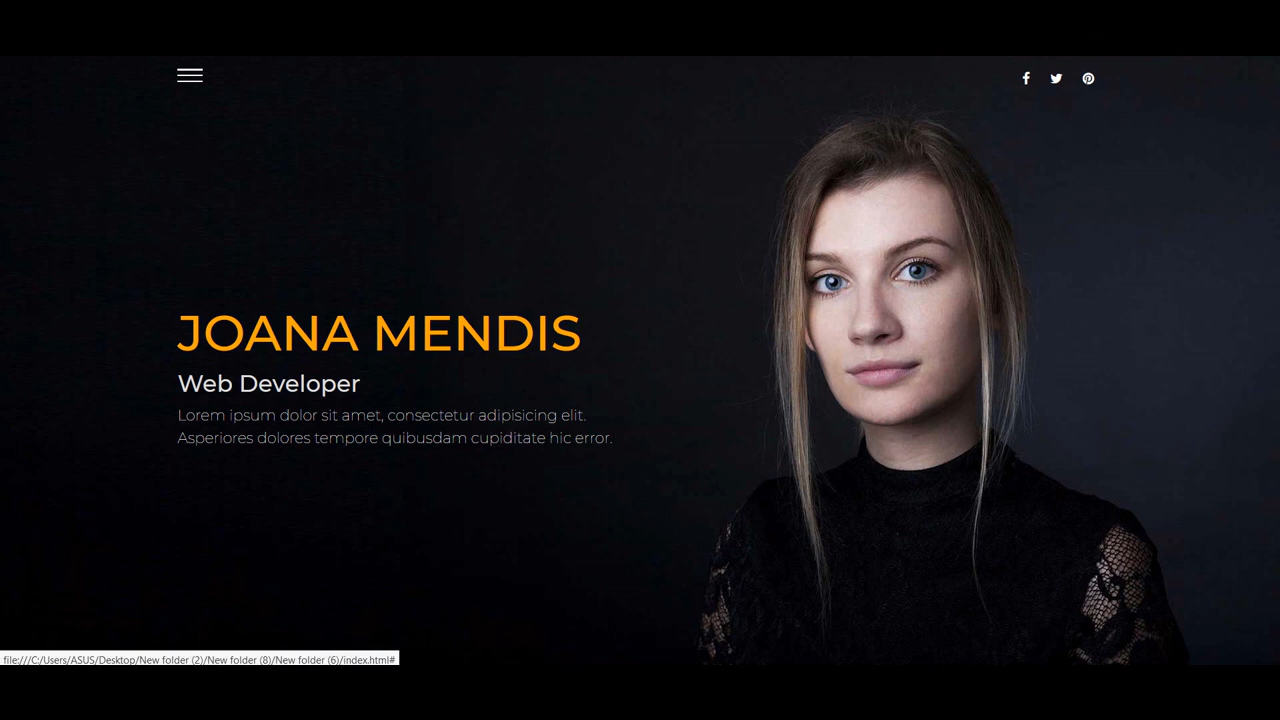 JOANA MENDIS
Web Developer
Lorem ipsum dolor sit amet, consectetur adipisicing elit.
Asperiores dolores tempore quibusdam cupiditate hic error.
file:///C:/Users/ASUS/Desktop/New folder (2)/New folder (8)/New folder (6)/index.html#